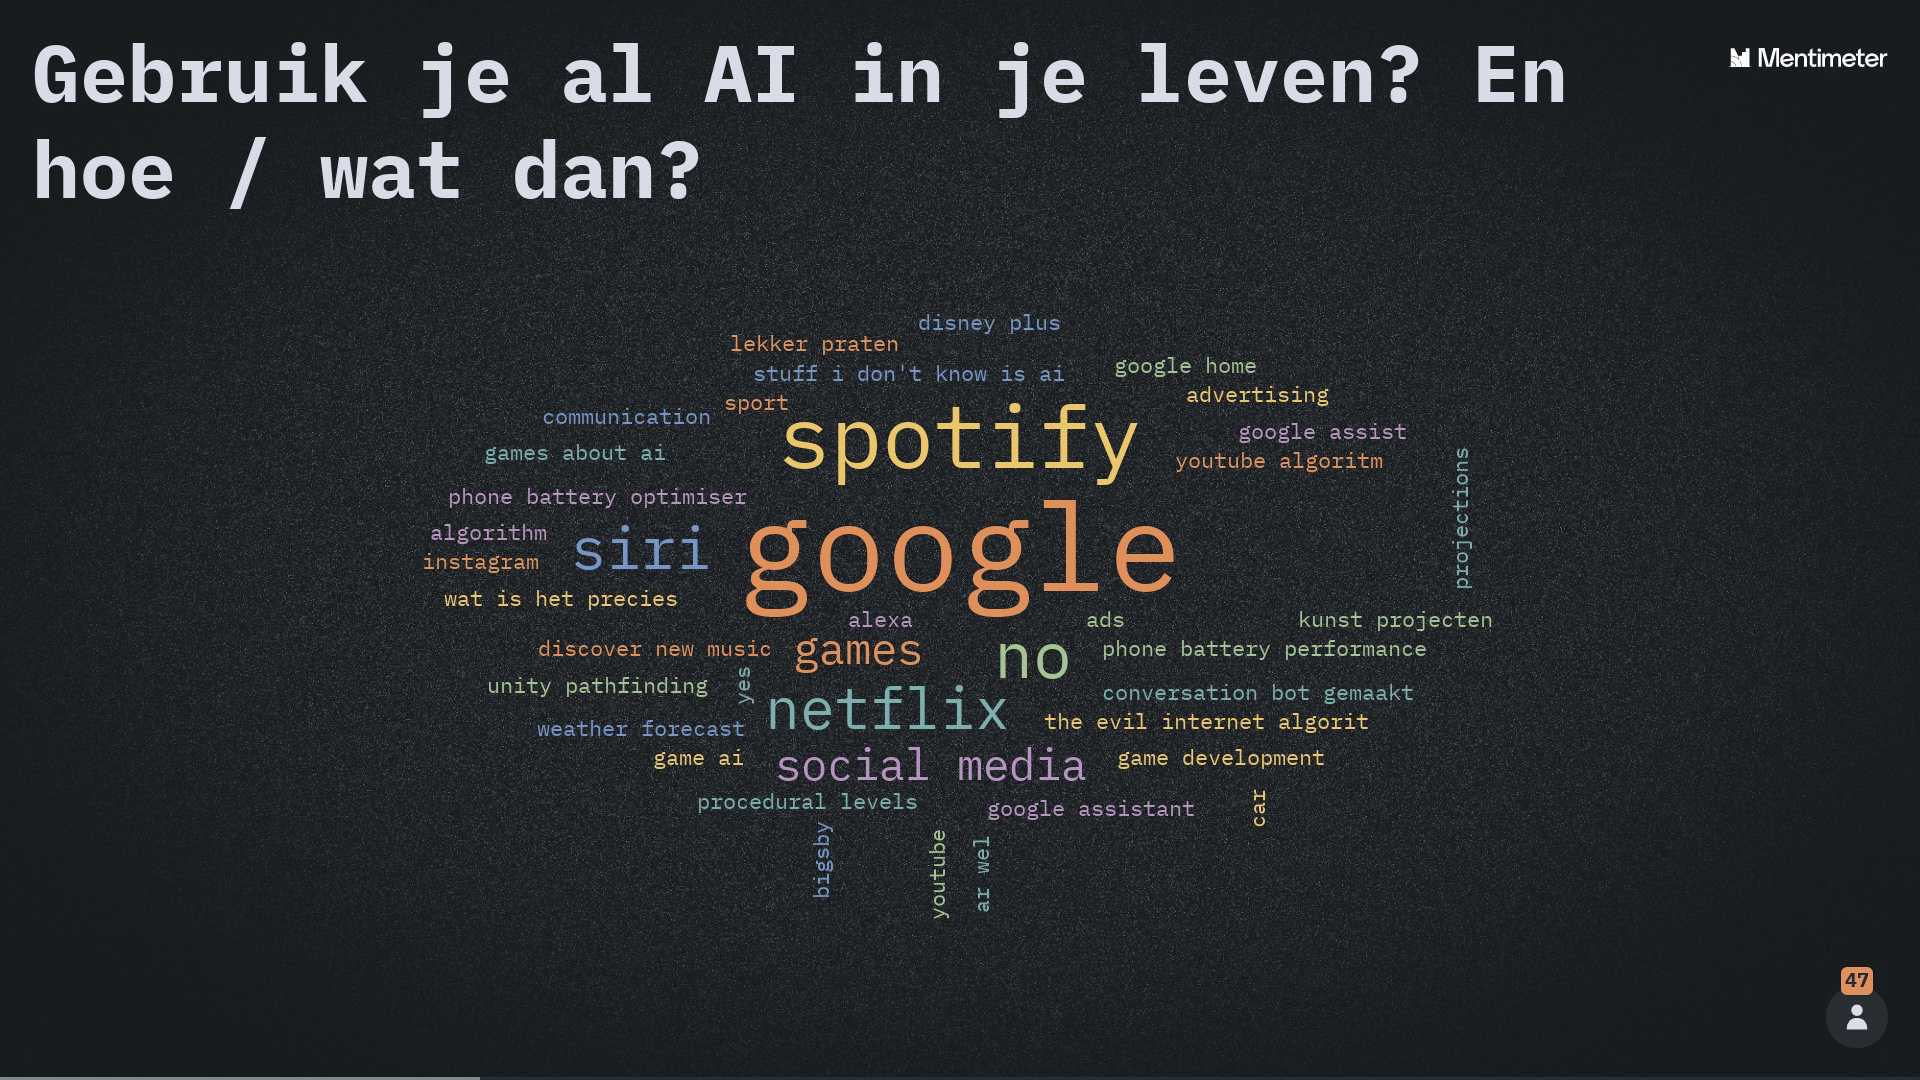 Gebruik je al AI in je leven? En
hoe / wat dan?
Mentimeter
disney plus
lekker praten
google home
stuff i don't know is ai
advertising
sport
communication
spotify
google assist
games about ai
youtube algoritm
projections
phone battery optimiser
algorithm
siri
google
instagram
wat is het precies
alexa
ads
kunst projecten
discover new music
games
no
phone battery performance
unity pathfinding
yes
conversation bot gemaakt
netflix
the evil internet algorit
weather forecast
game ai
social media
game development
procedural levels
google assistant
car
bigsby
youtube
ar wel
47